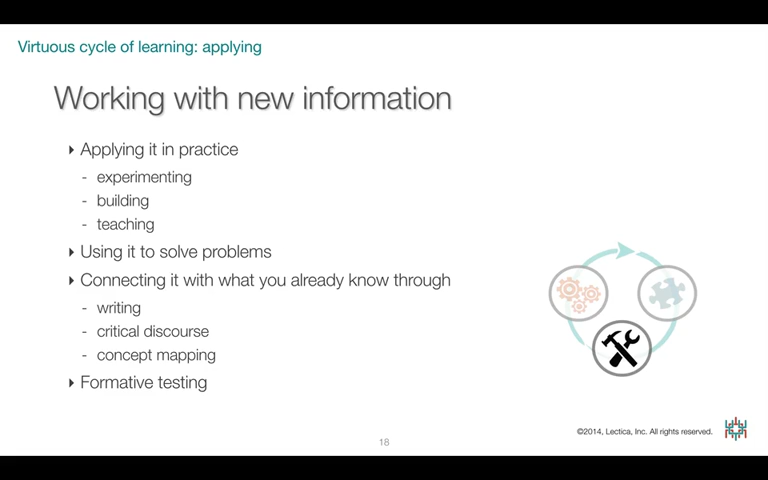 Virtuous cycle of learning: applying
Working with new information
‣ Applying it in practice
- experimenting
- building
- teaching
‣ Using it to solve problems
‣ Connecting it with what you already know through
- writing
- critical discourse
- concept mapping
‣ Formative testing
©2014, Lectica, Inc. All rights reserved.
18